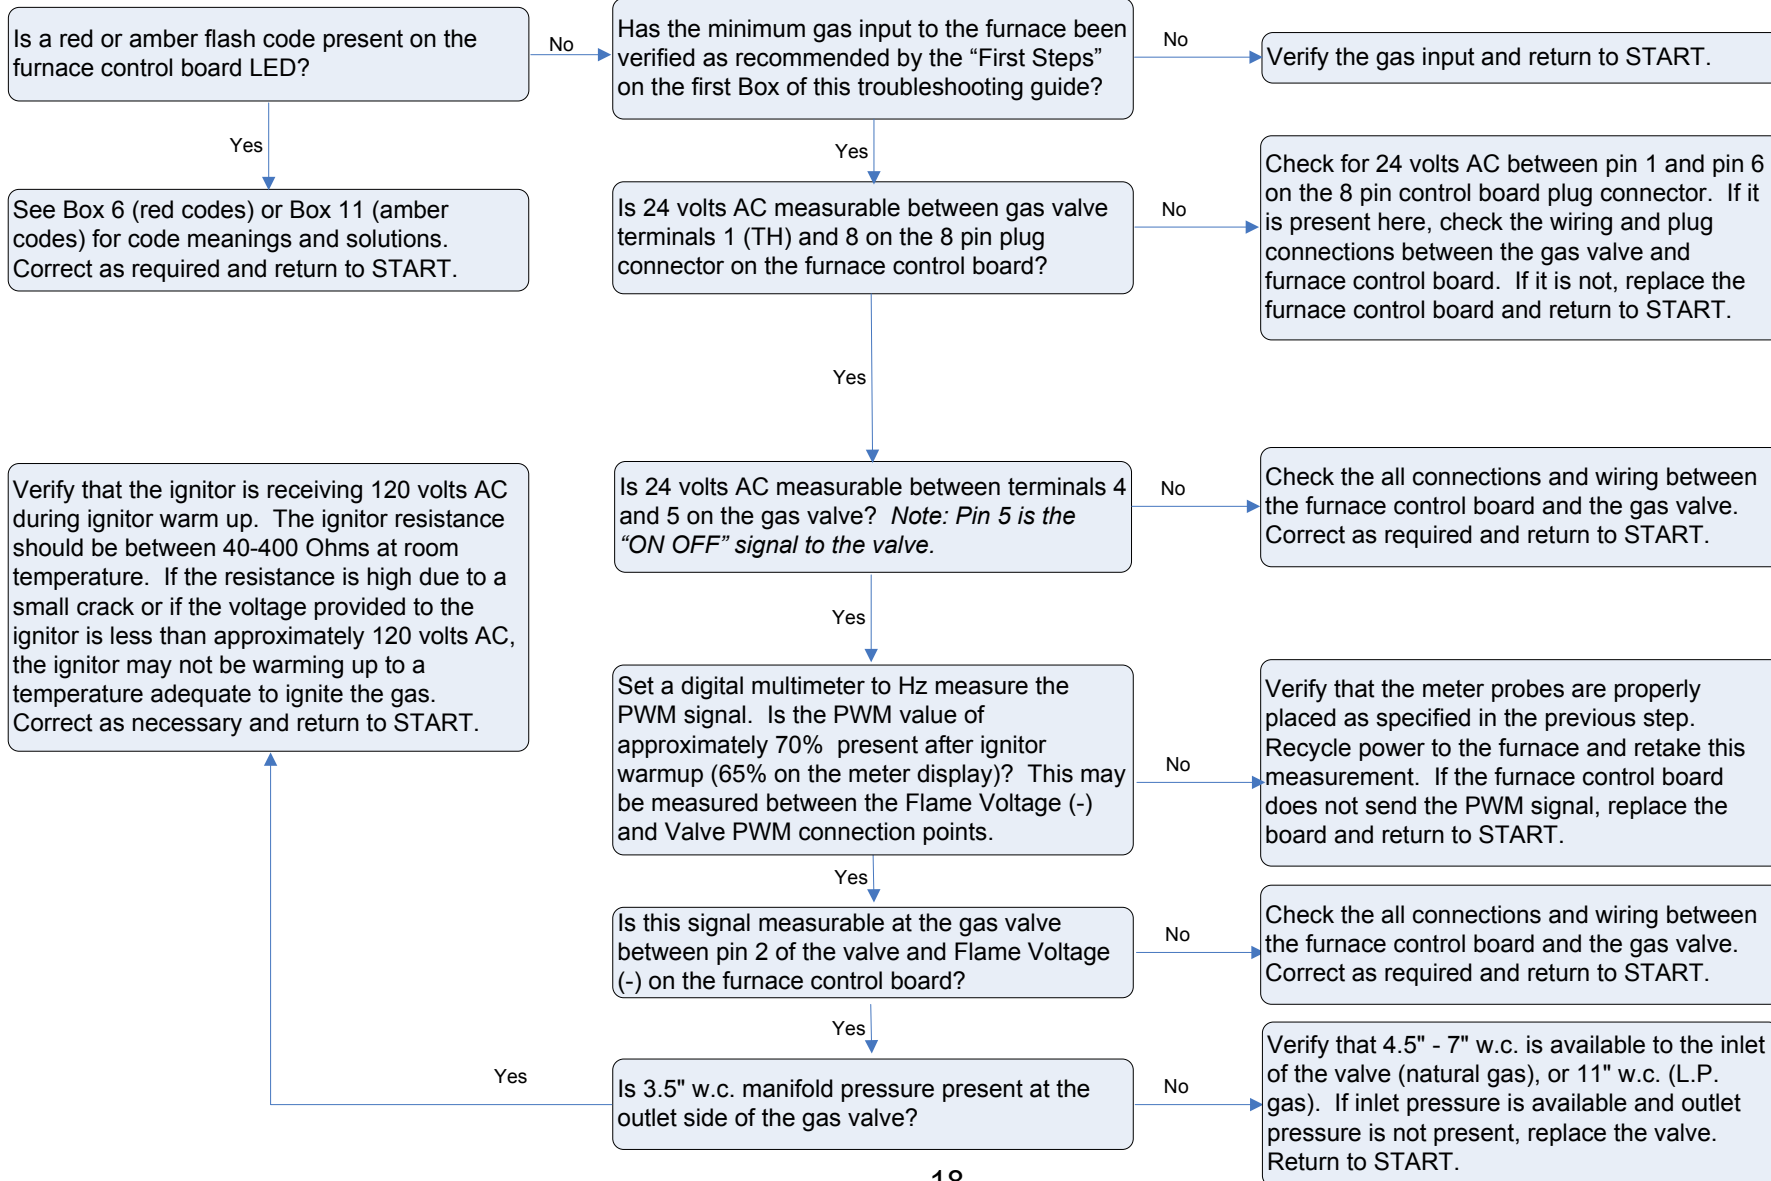 Is a red or amber flash code present on the
furnace control board LED?
No
Has the minimum gas input to the furnace been
verified as recommended by the “First Steps”
on the first Box of this troubleshooting guide?
No
Verify the gas input and return to START.
Yes
Yes
See Box 6 (red codes) or Box 11 (amber
codes) for code meanings and solutions.
Correct as required and return to START.
Is 24 volts AC measurable between gas valve
terminals 1 (TH) and 8 on the 8 pin plug
connector on the furnace control board?
No
Check for 24 volts AC between pin 1 and pin 6
on the 8 pin control board plug connector.  If it
is present here, check the wiring and plug
connections between the gas valve and
furnace control board.  If it is not, replace the
furnace control board and return to START.
Yes
Verify that the ignitor is receiving 120 volts AC
during ignitor warm up.  The ignitor resistance
should be between 40-400 Ohms at room
temperature.  If the resistance is high due to a
small crack or if the voltage provided to the
ignitor is less than approximately 120 volts AC,
the ignitor may not be warming up to a
temperature adequate to ignite the gas.
Correct as necessary and return to START.
Is 24 volts AC measurable between terminals 4
and 5 on the gas valve?  Note: Pin 5 is the
“ON OFF” signal to the valve.
No
Check the all connections and wiring between
the furnace control board and the gas valve.
Correct as required and return to START.
Yes
Set a digital multimeter to Hz measure the
PWM signal.  Is the PWM value of
approximately 70%  present after ignitor
warmup (65% on the meter display)?  This may
be measured between the Flame Voltage (-)
and Valve PWM connection points.
No
Verify that the meter probes are properly
placed as specified in the previous step.
Recycle power to the furnace and retake this
measurement.  If the furnace control board
does not send the PWM signal, replace the
board and return to START.
Yes
Is this signal measurable at the gas valve
between pin 2 of the valve and Flame Voltage
(-) on the furnace control board?
No
Check the all connections and wiring between
the furnace control board and the gas valve.
Correct as required and return to START.
Yes
Yes
Is 3.5" w.c. manifold pressure present at the
outlet side of the gas valve?
No
Verify that 4.5" - 7" w.c. is available to the inlet
of the valve (natural gas), or 11" w.c. (L.P.
gas).  If inlet pressure is available and outlet
pressure is not present, replace the valve.
Return to START.
18